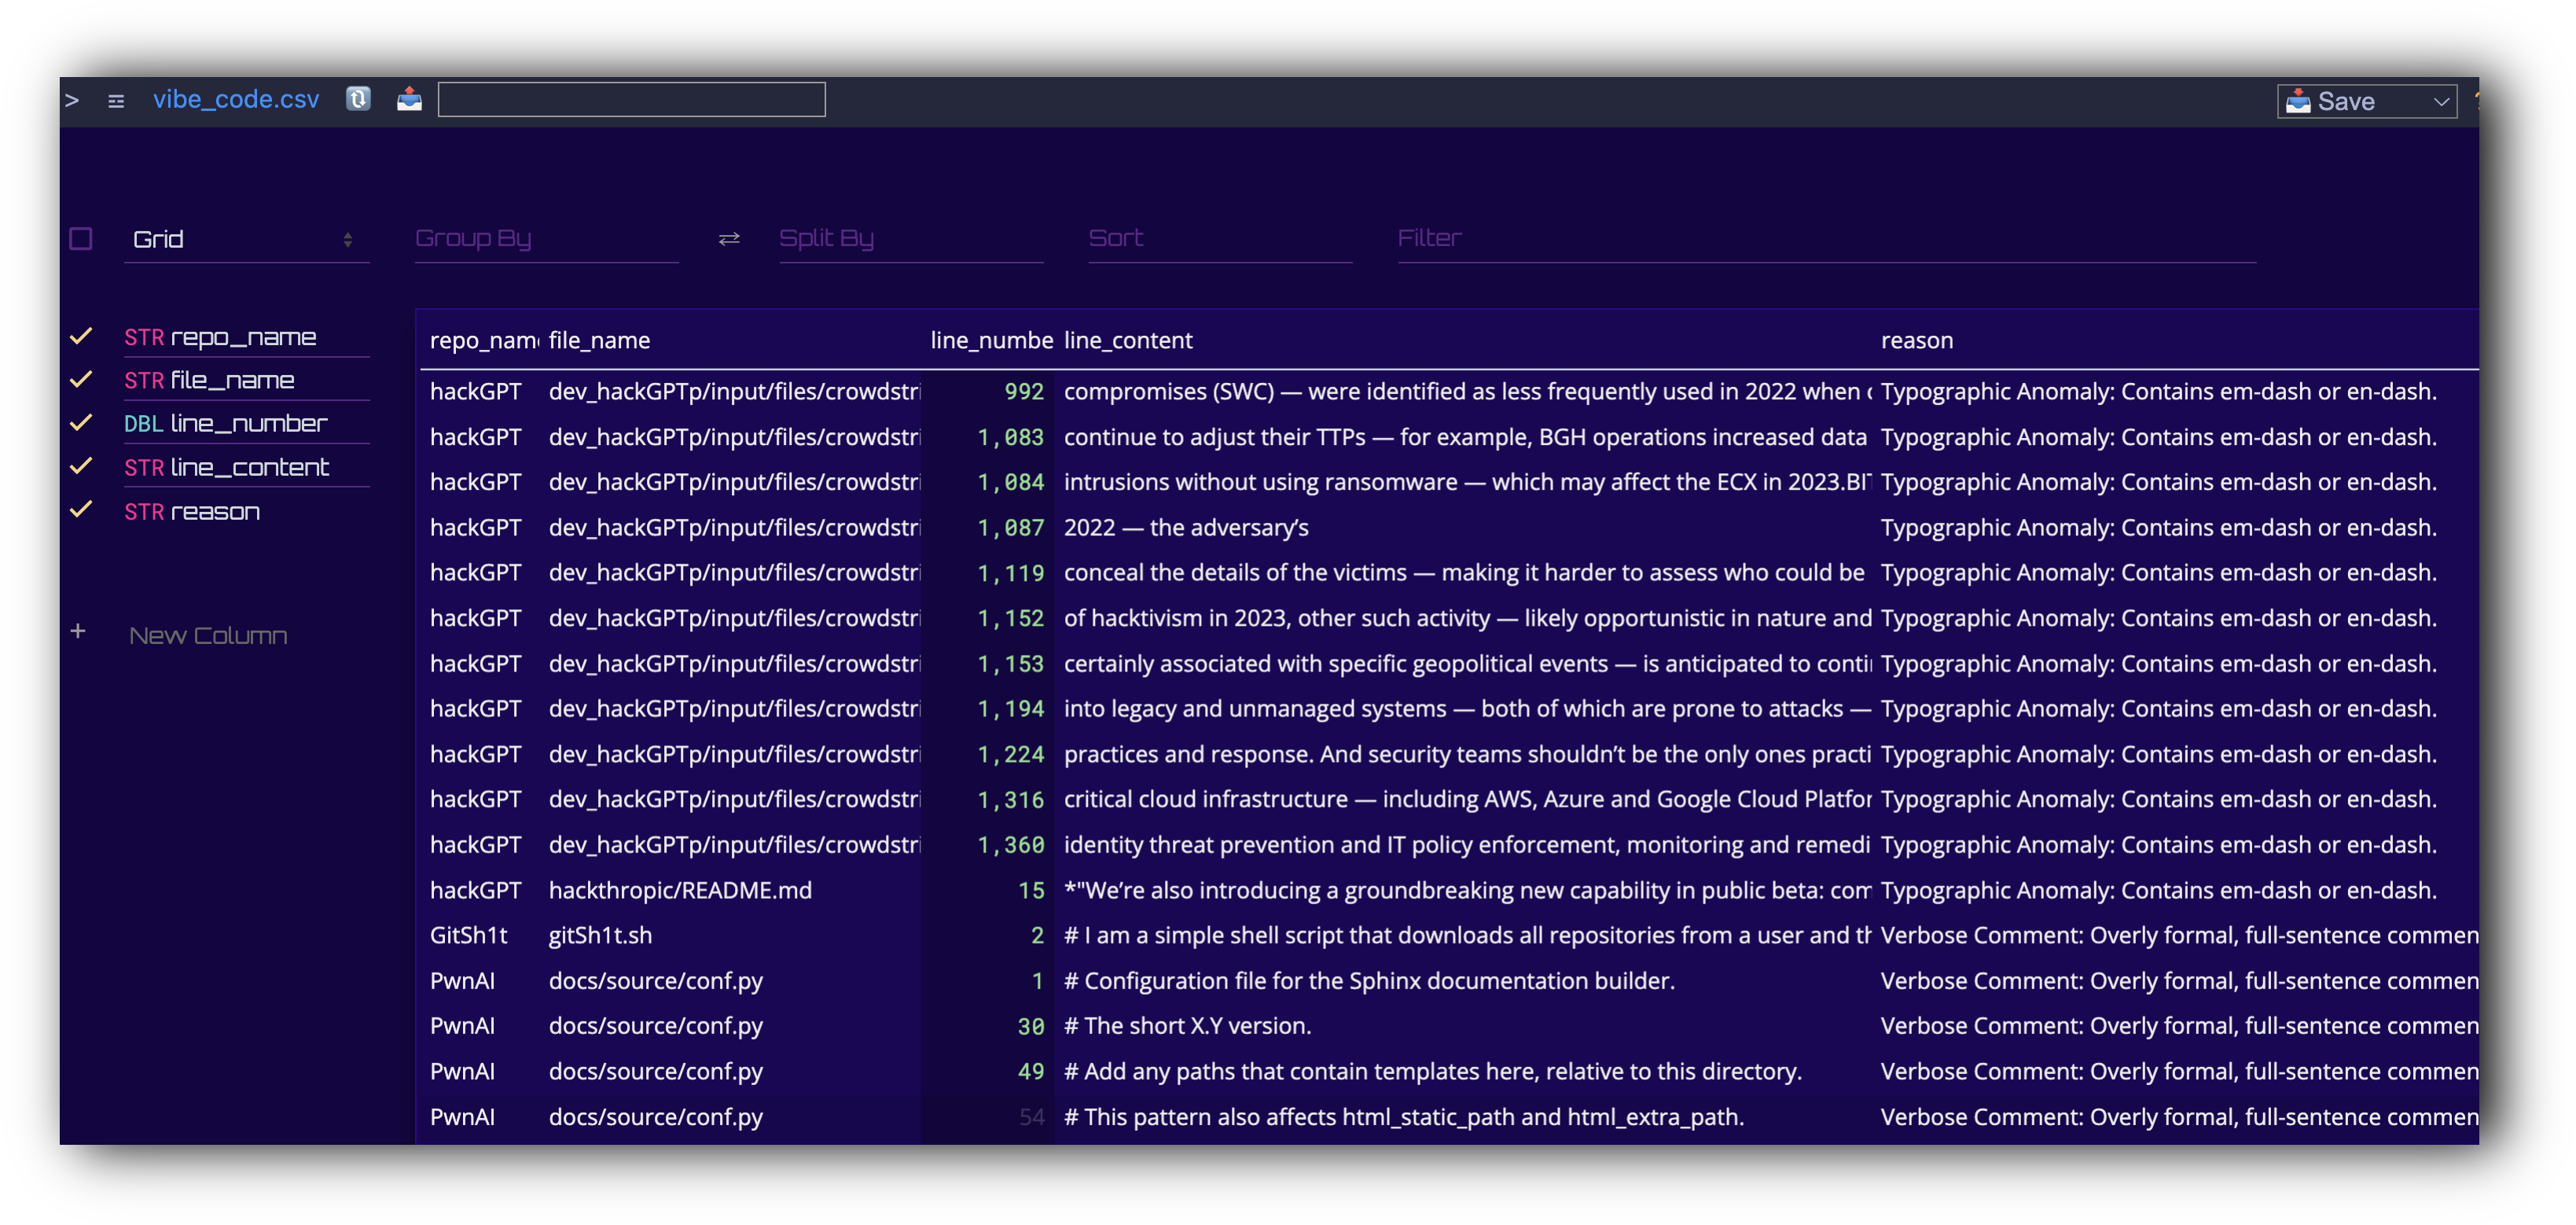 > vibe_code.csv Save
Grid Group By Split By Sort Filter
STR repo_name
STR file_name
DBL line_number
STR line_content
STR reason
+ New Column
repo_nam file_name line_numbe line_content reason
hackGPT dev_hackGPTp/input/files/crowdstri 992 compromises (SWC) — were identified as less frequently used in 2022 when Typographic Anomaly: Contains em-dash or en-dash.
hackGPT dev_hackGPTp/input/files/crowdstri 1,083 continue to adjust their TTPs — for example, BGH operations increased data Typographic Anomaly: Contains em-dash or en-dash.
hackGPT dev_hackGPTp/input/files/crowdstri 1,084 intrusions without using ransomware — which may affect the ECX in 2023.BI Typographic Anomaly: Contains em-dash or en-dash.
hackGPT dev_hackGPTp/input/files/crowdstri 1,087 2022 — the adversary’s Typographic Anomaly: Contains em-dash or en-dash.
hackGPT dev_hackGPTp/input/files/crowdstri 1,119 conceal the details of the victims — making it harder to assess who could be Typographic Anomaly: Contains em-dash or en-dash.
hackGPT dev_hackGPTp/input/files/crowdstri 1,152 of hacktivism in 2023, other such activity — likely opportunistic in nature and Typographic Anomaly: Contains em-dash or en-dash.
hackGPT dev_hackGPTp/input/files/crowdstri 1,153 certainly associated with specific geopolitical events — is anticipated to conti Typographic Anomaly: Contains em-dash or en-dash.
hackGPT dev_hackGPTp/input/files/crowdstri 1,194 into legacy and unmanaged systems — both of which are prone to attacks — Typographic Anomaly: Contains em-dash or en-dash.
hackGPT dev_hackGPTp/input/files/crowdstri 1,224 practices and response. And security teams shouldn’t be the only ones practi Typographic Anomaly: Contains em-dash or en-dash.
hackGPT dev_hackGPTp/input/files/crowdstri 1,316 critical cloud infrastructure — including AWS, Azure and Google Cloud Platfor Typographic Anomaly: Contains em-dash or en-dash.
hackGPT dev_hackGPTp/input/files/crowdstri 1,360 identity threat prevention and IT policy enforcement, monitoring and remedi Typographic Anomaly: Contains em-dash or en-dash.
hackGPT hackthropic/README.md 15 *"We’re also introducing a groundbreaking new capability in public beta: com Typographic Anomaly: Contains em-dash or en-dash.
GitSh1t gitSh1t.sh 2 # I am a simple shell script that downloads all repositories from a user and th Verbose Comment: Overly formal, full-sentence commen
PwnAI docs/source/conf.py 1 # Configuration file for the Sphinx documentation builder. Verbose Comment: Overly formal, full-sentence commen
PwnAI docs/source/conf.py 30 # The short X.Y version. Verbose Comment: Overly formal, full-sentence commen
PwnAI docs/source/conf.py 49 # Add any paths that contain templates here, relative to this directory. Verbose Comment: Overly formal, full-sentence commen
PwnAI docs/source/conf.py 54 # This pattern also affects html_static_path and html_extra_path. Verbose Comment: Overly formal, full-sentence commen